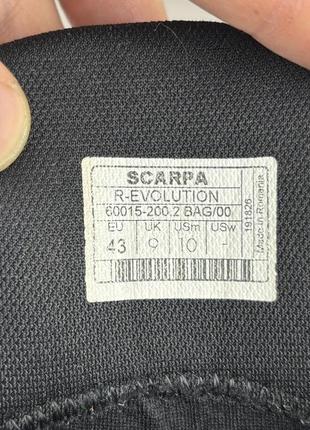 SCARPA
R-EVOLUTION
60015-200.2 BAG/00
EU UK USm USw
43 9 10 -
191826
Made in Romania